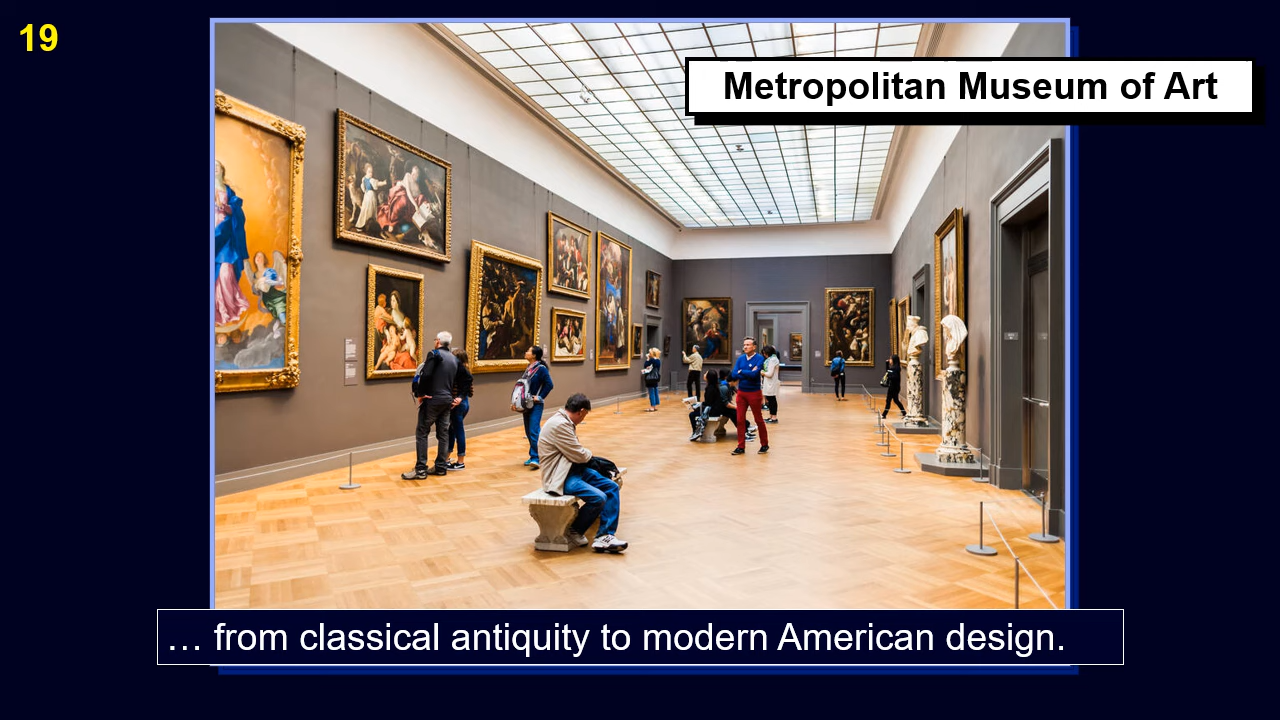 19
Metropolitan Museum of Art
… from classical antiquity to modern American design.